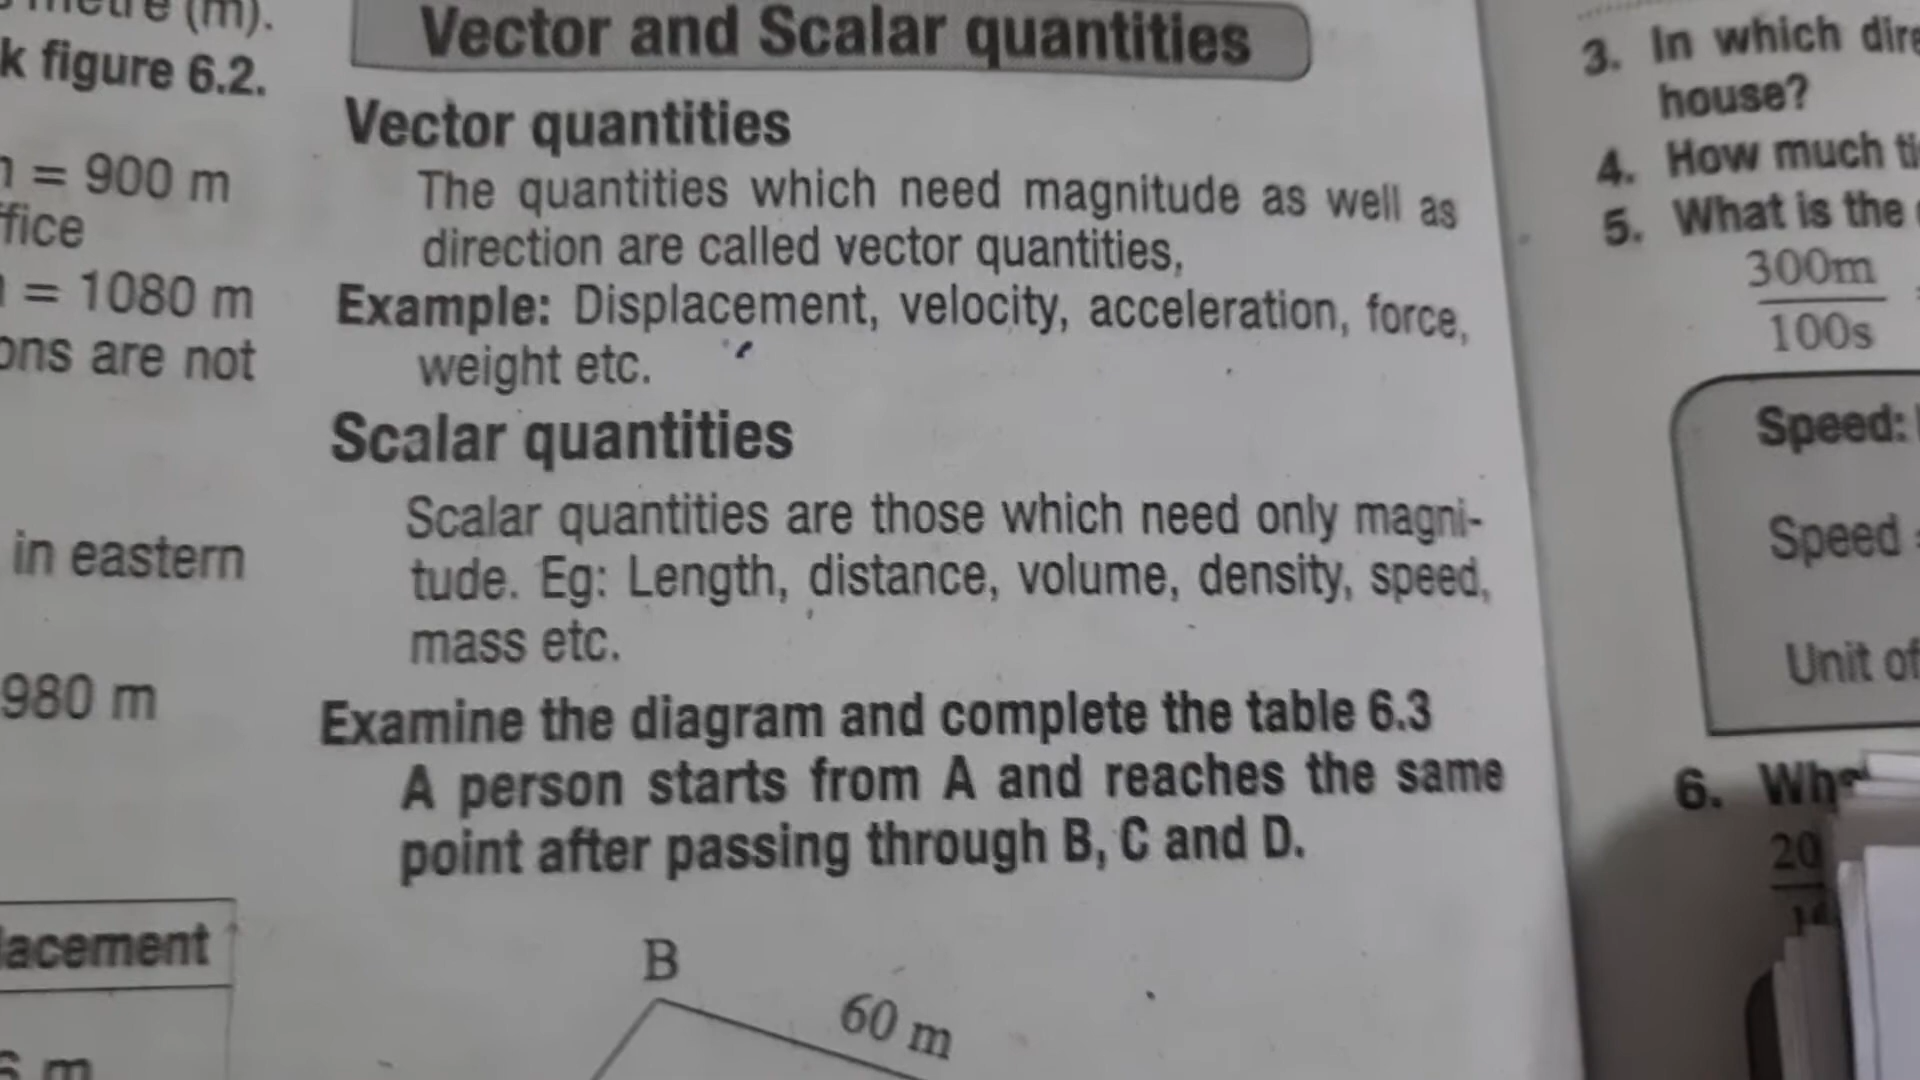 (m).
figure 6.2.
= 900 m
= 1080 m
are not
in eastern
980 m
m
Vector and Scalar quantities
Vector quantities
The quantities which need magnitude as well as
direction are called vector quantities,
Example: Displacement, velocity, acceleration, force,
weight etc.
Scalar quantities
Scalar quantities are those which need only magni-
tude. Eg: Length, distance, volume, density, speed,
mass etc.
Examine the diagram and complete the table 6.3
A person starts from A and reaches the same
point after passing through B, C and D.
B
60 m
3. In which
house?
4. How much
5. What is the
300m
100s
Speed:
Speed
Unit of
6.
20